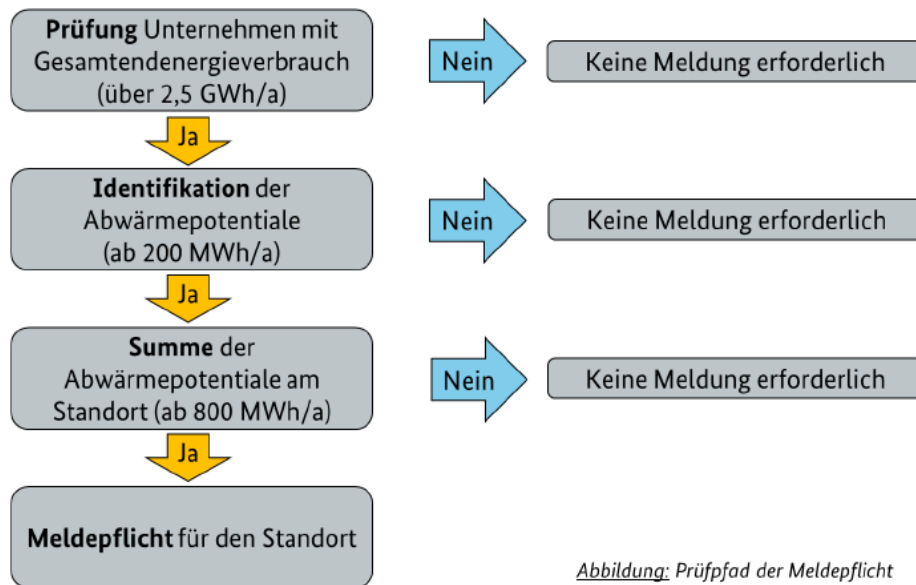 Prüfung Unternehmen mit
Gesamtendenergieverbrauch
(über 2,5 GWh/a)
Nein
Keine Meldung erforderlich
Ja
Identifikation der
Abwärmepotentiale
(ab 200 MWh/a)
Nein
Keine Meldung erforderlich
Ja
Summe der
Abwärmepotentiale am
Standort (ab 800 MWh/a)
Nein
Keine Meldung erforderlich
Ja
Meldepflicht für den Standort
Abbildung: Prüfpfad der Meldepflicht